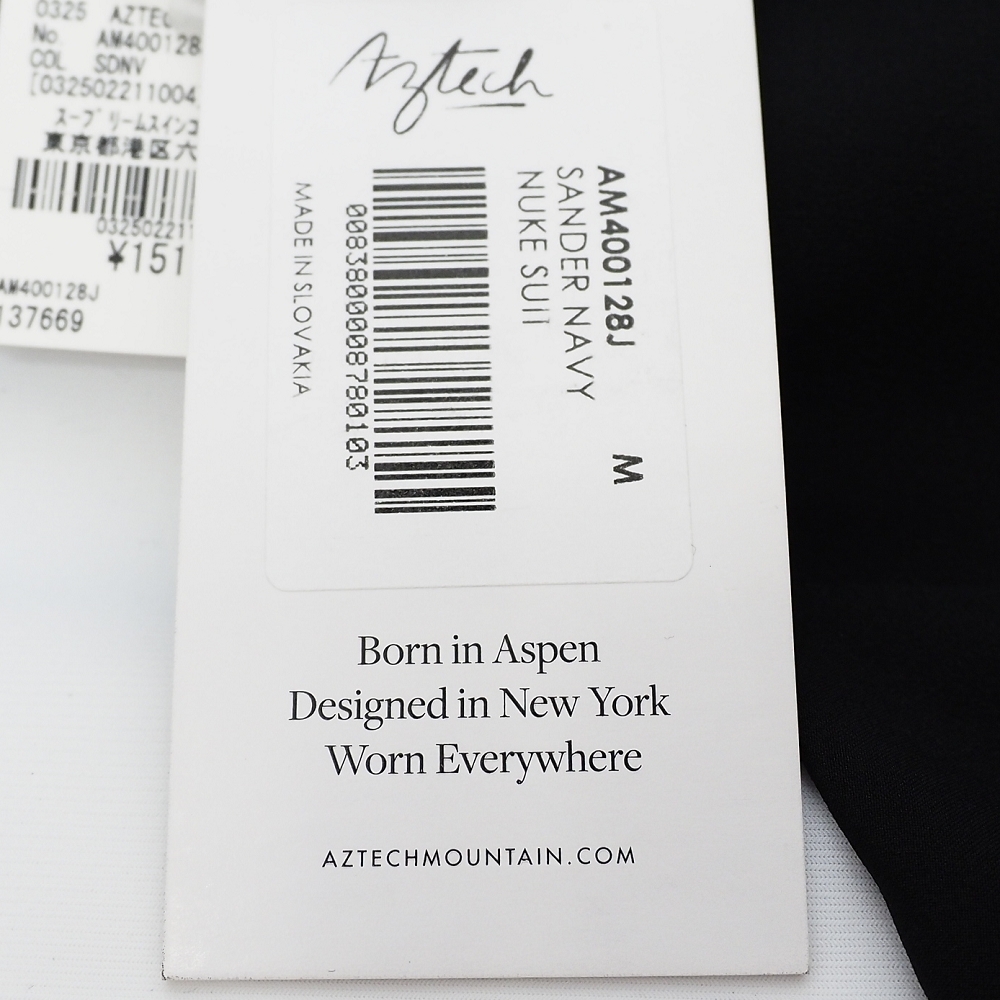 0325 AZTEC
No. AM400128
COL SDNV
[032502211004
スープリームスインコ
東京都港区六
032502211
¥151
AM400128J
137669
Aztech
AM400128J M
SANDER NAVY
NUKE SUIT
0083800008780103
MADE IN SLOVAKIA
Born in Aspen
Designed in New York
Worn Everywhere
AZTECHMOUNTAIN.COM